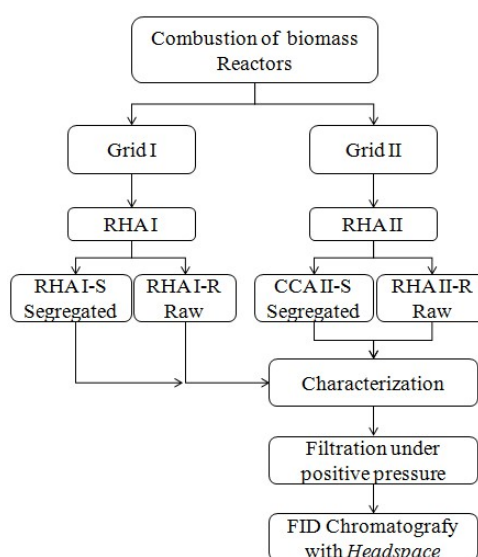 Combustion of biomass
Reactors
Grid I
Grid II
RHA I
RHA II
RHA I-S
Segregated
RHA I-R
Raw
CCA II-S
Segregated
RHA II-R
Raw
Characterization
Filtration under
positive pressure
FID Chromatografy
with Headspace